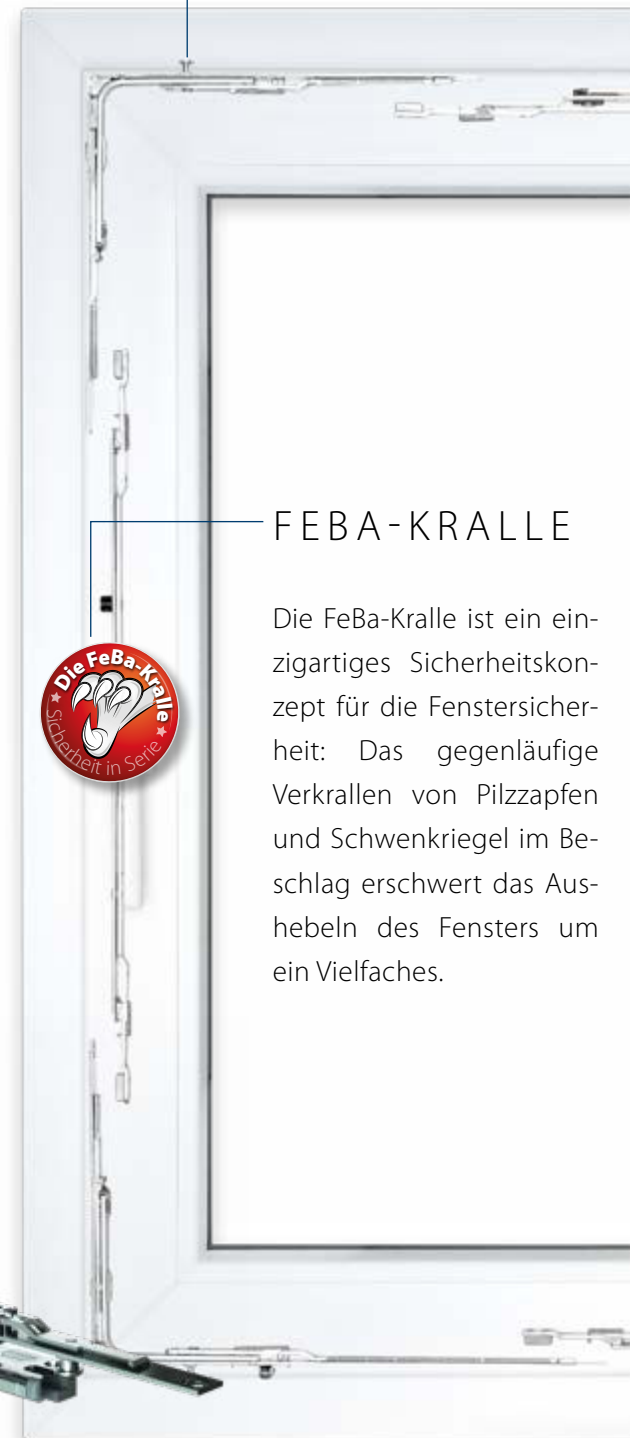 FEBA-KRALLE
Die FeBa-Kralle ist ein ein-
zigartiges Sicherheitskon-
zept für die Fenstersicher-
heit: Das gegenläufige
Verkrallen von Pilzzapfen
und Schwenkriegel im Be-
schlag erschwert das Aus-
hebeln des Fensters um
ein Vielfaches.
Die FeBa-Kralle
Sicherheit in Serie